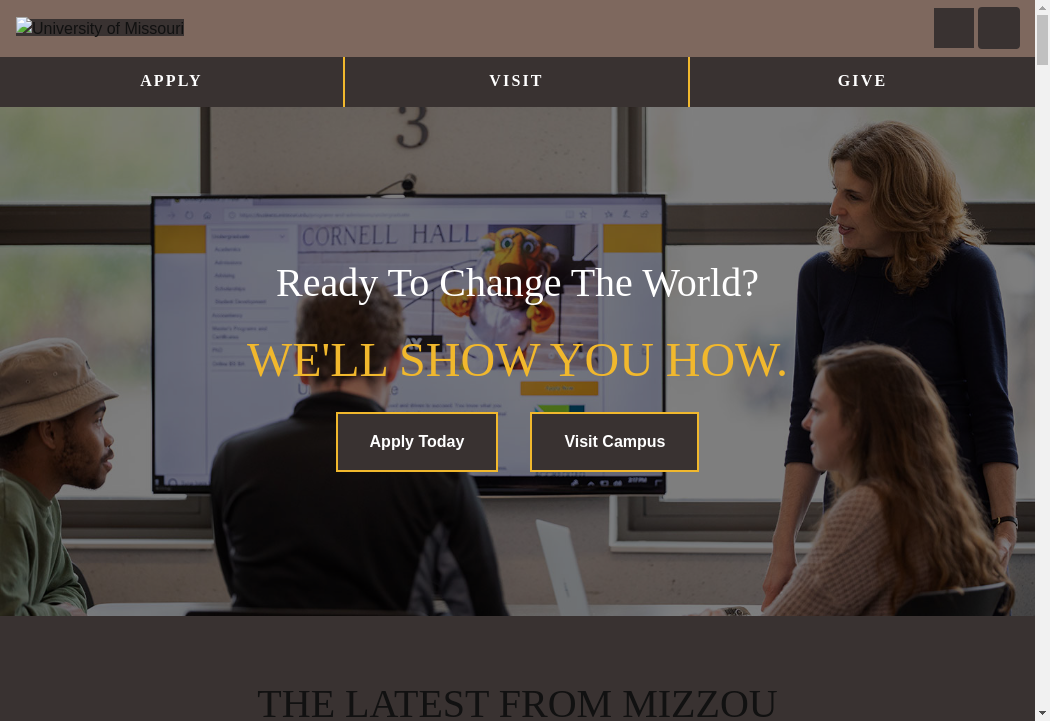 University of Missouri
APPLY
VISIT
GIVE
3
CORNELL HALL
Ready To Change The World?
WE'LL SHOW YOU HOW.
Apply Today
Visit Campus
THE LATEST FROM MIZZOU